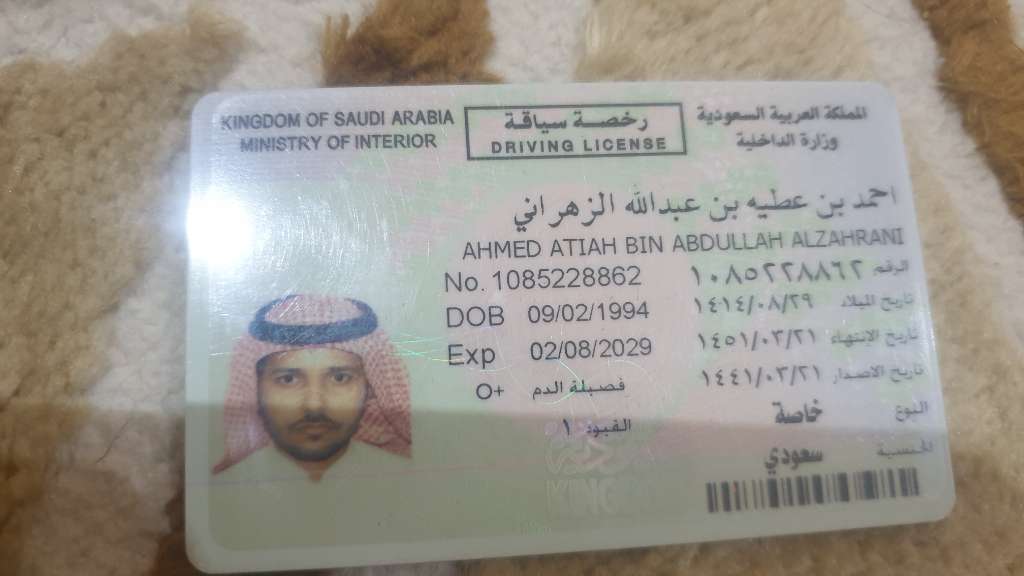 KINGDOM OF SAUDI ARABIA
MINISTRY OF INTERIOR
رخصة سياقة
DRIVING LICENSE
المملكة العربية السعودية
وزارة الداخلية
احمد بن عطيه بن عبدالله الزهراني
AHMED ATIAH BIN ABDULLAH ALZAHRANI
No. 1085228862
الرقم ١٠٨٥٢٢٨٨٦٢
DOB 09/02/1994
تاريخ الميلاد ١٤١٤/٠٨/٢٩
Exp 02/08/2029
تاريخ الانتهاء ١٤٥١/٠٣/٢١
فصيلة الدم O+
تاريخ الاصدار ١٤٤١/٠٣/٢١
القيود ١
النوع خاصة
الجنسية سعودي